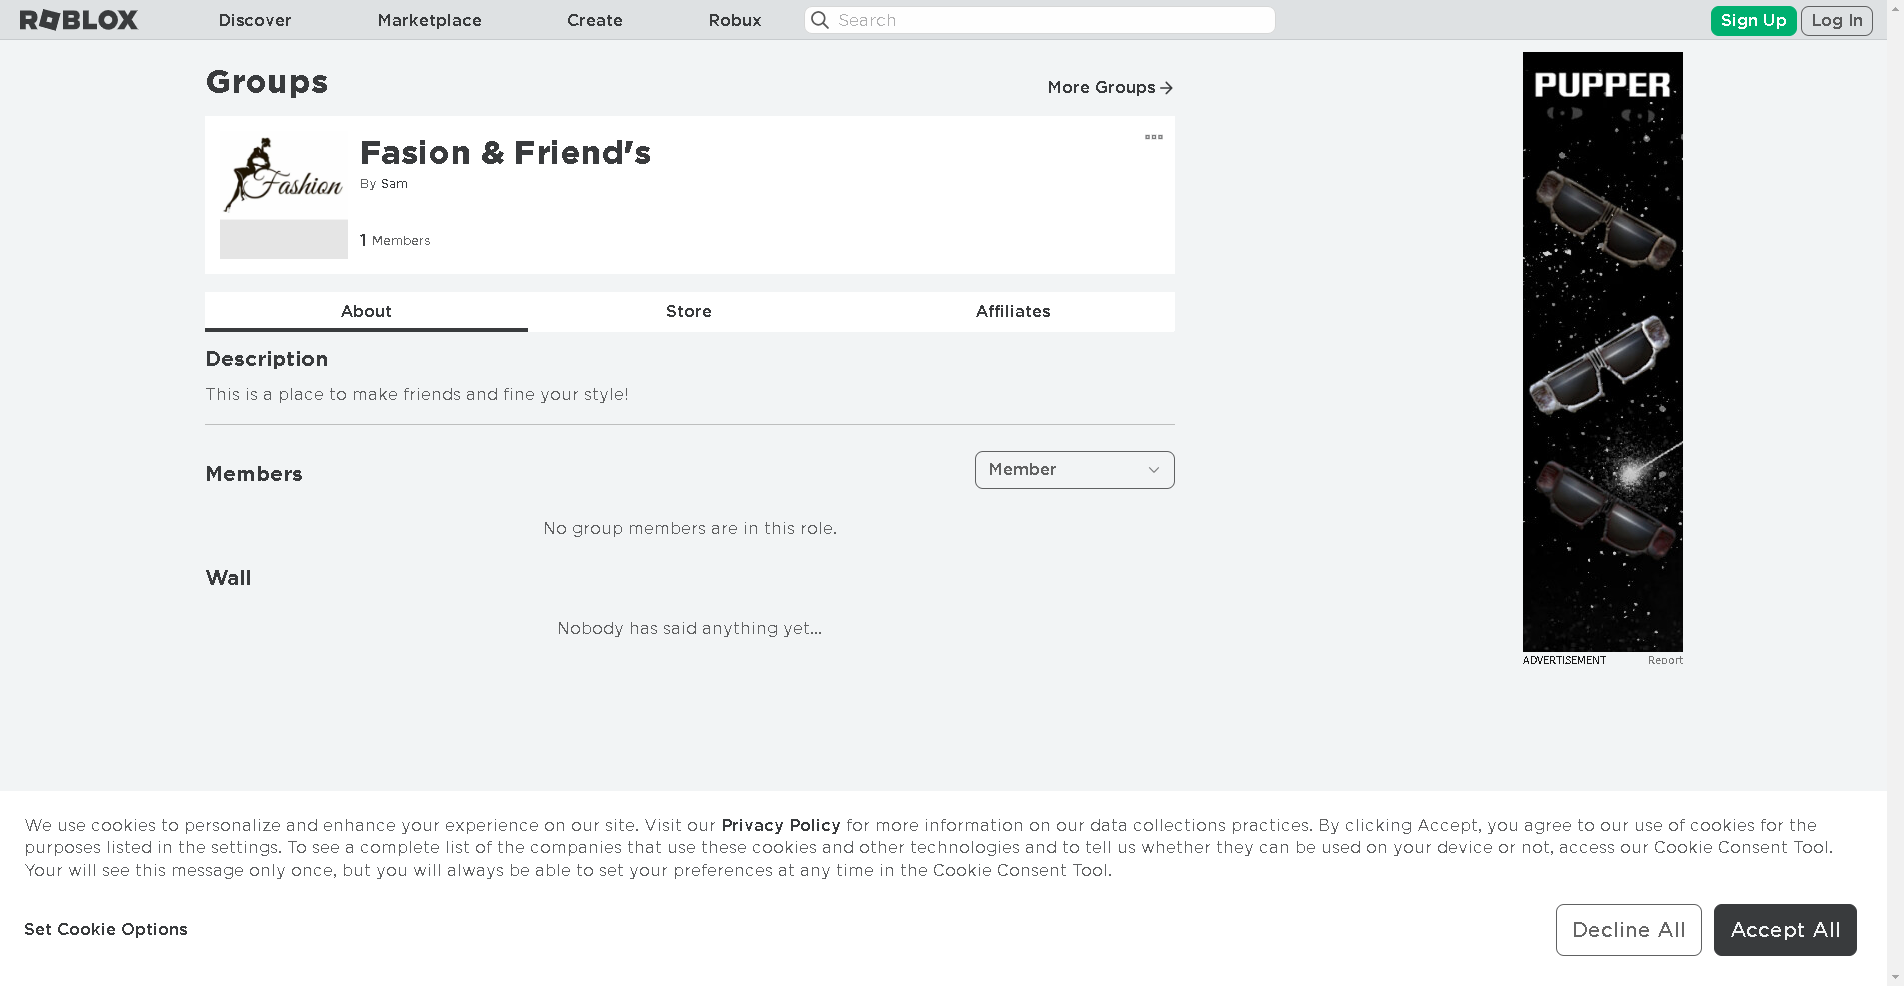 ROBLOX Discover Marketplace Create Robux Search Sign Up Log In
Groups
More Groups
Fashion
Fasion & Friend's
By Sam
1 Members
About Store Affiliates
Description
This is a place to make friends and fine your style!
Members
Member
No group members are in this role.
Wall
Nobody has said anything yet...
PUPPER
ADVERTISEMENT Report
We use cookies to personalize and enhance your experience on our site. Visit our Privacy Policy for more information on our data collections practices. By clicking Accept, you agree to our use of cookies for the
purposes listed in the settings. To see a complete list of the companies that use these cookies and other technologies and to tell us whether they can be used on your device or not, access our Cookie Consent Tool.
Your will see this message only once, but you will always be able to set your preferences at any time in the Cookie Consent Tool.
Set Cookie Options
Decline All
Accept All